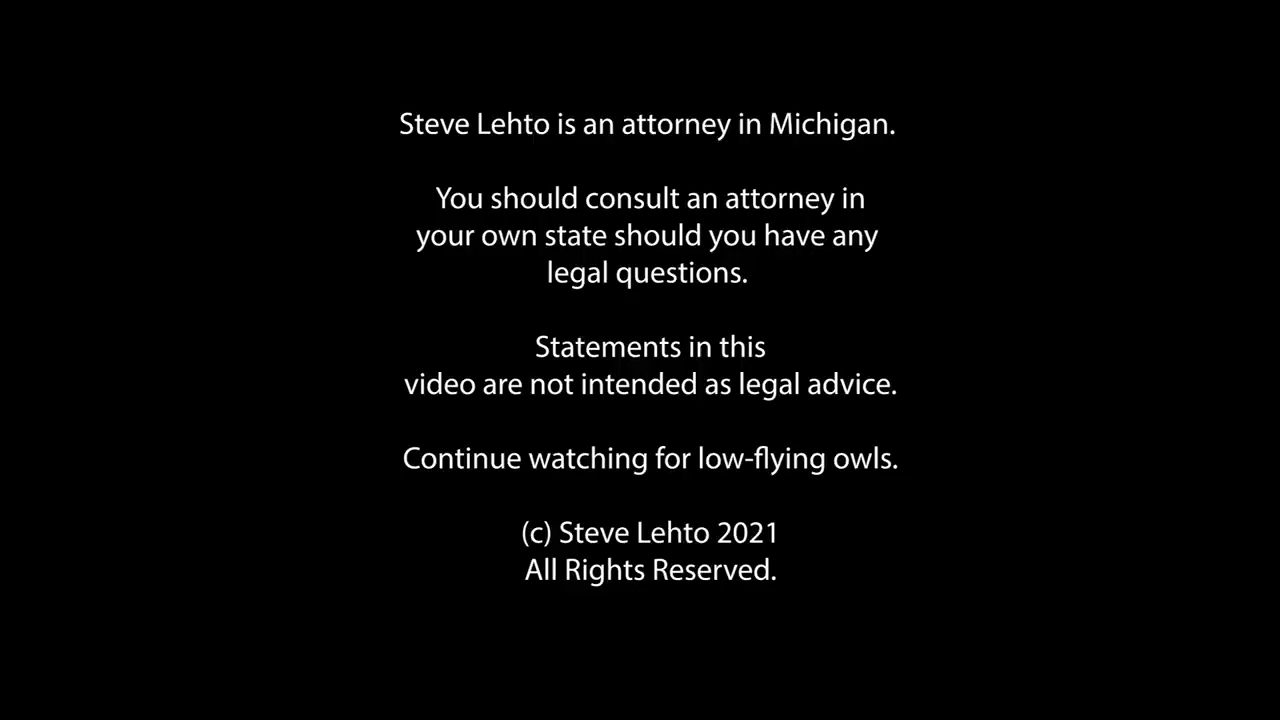 Steve Lehto is an attorney in Michigan.
You should consult an attorney in
your own state should you have any
legal questions.
Statements in this
video are not intended as legal advice.
Continue watching for low-flying owls.
(c) Steve Lehto 2021
All Rights Reserved.